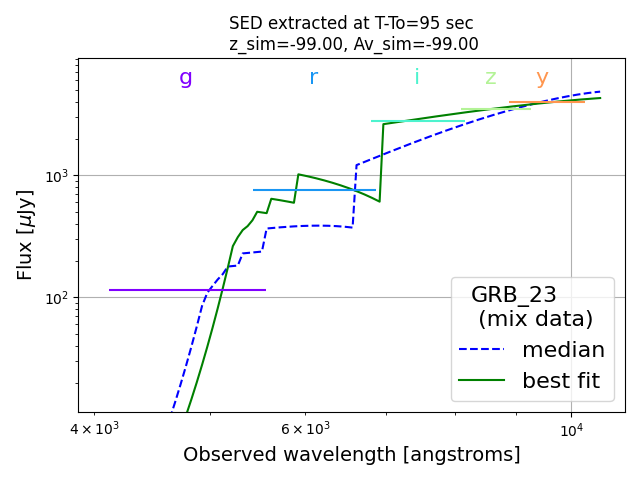 SED extracted at T-To=95 sec
z_sim=-99.00, Av_sim=-99.00
g r i z y
Flux [μJy]
10³
10²
GRB_23
(mix data)
median
best fit
4 × 10³ 6 × 10³ 10⁴
Observed wavelength [angstroms]